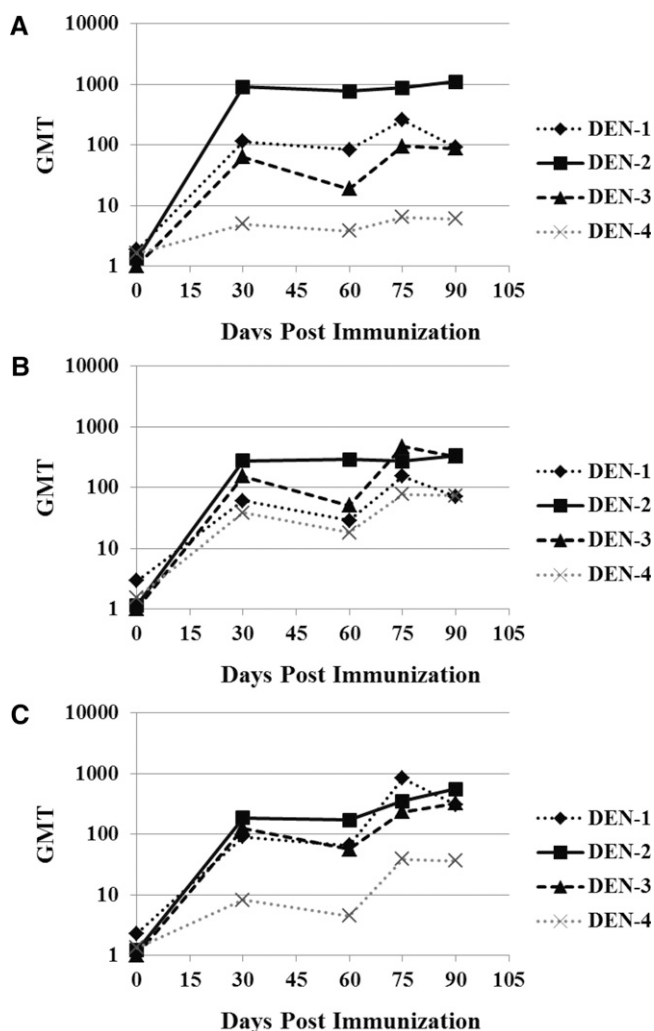 A
10000
1000
100
10
1
GMT
0 15 30 45 60 75 90 105
Days Post Immunization
DEN-1
DEN-2
DEN-3
DEN-4
B
10000
1000
100
10
1
GMT
0 15 30 45 60 75 90 105
Days Post Immunization
DEN-1
DEN-2
DEN-3
DEN-4
C
10000
1000
100
10
1
GMT
0 15 30 45 60 75 90 105
Days Post Immunization
DEN-1
DEN-2
DEN-3
DEN-4